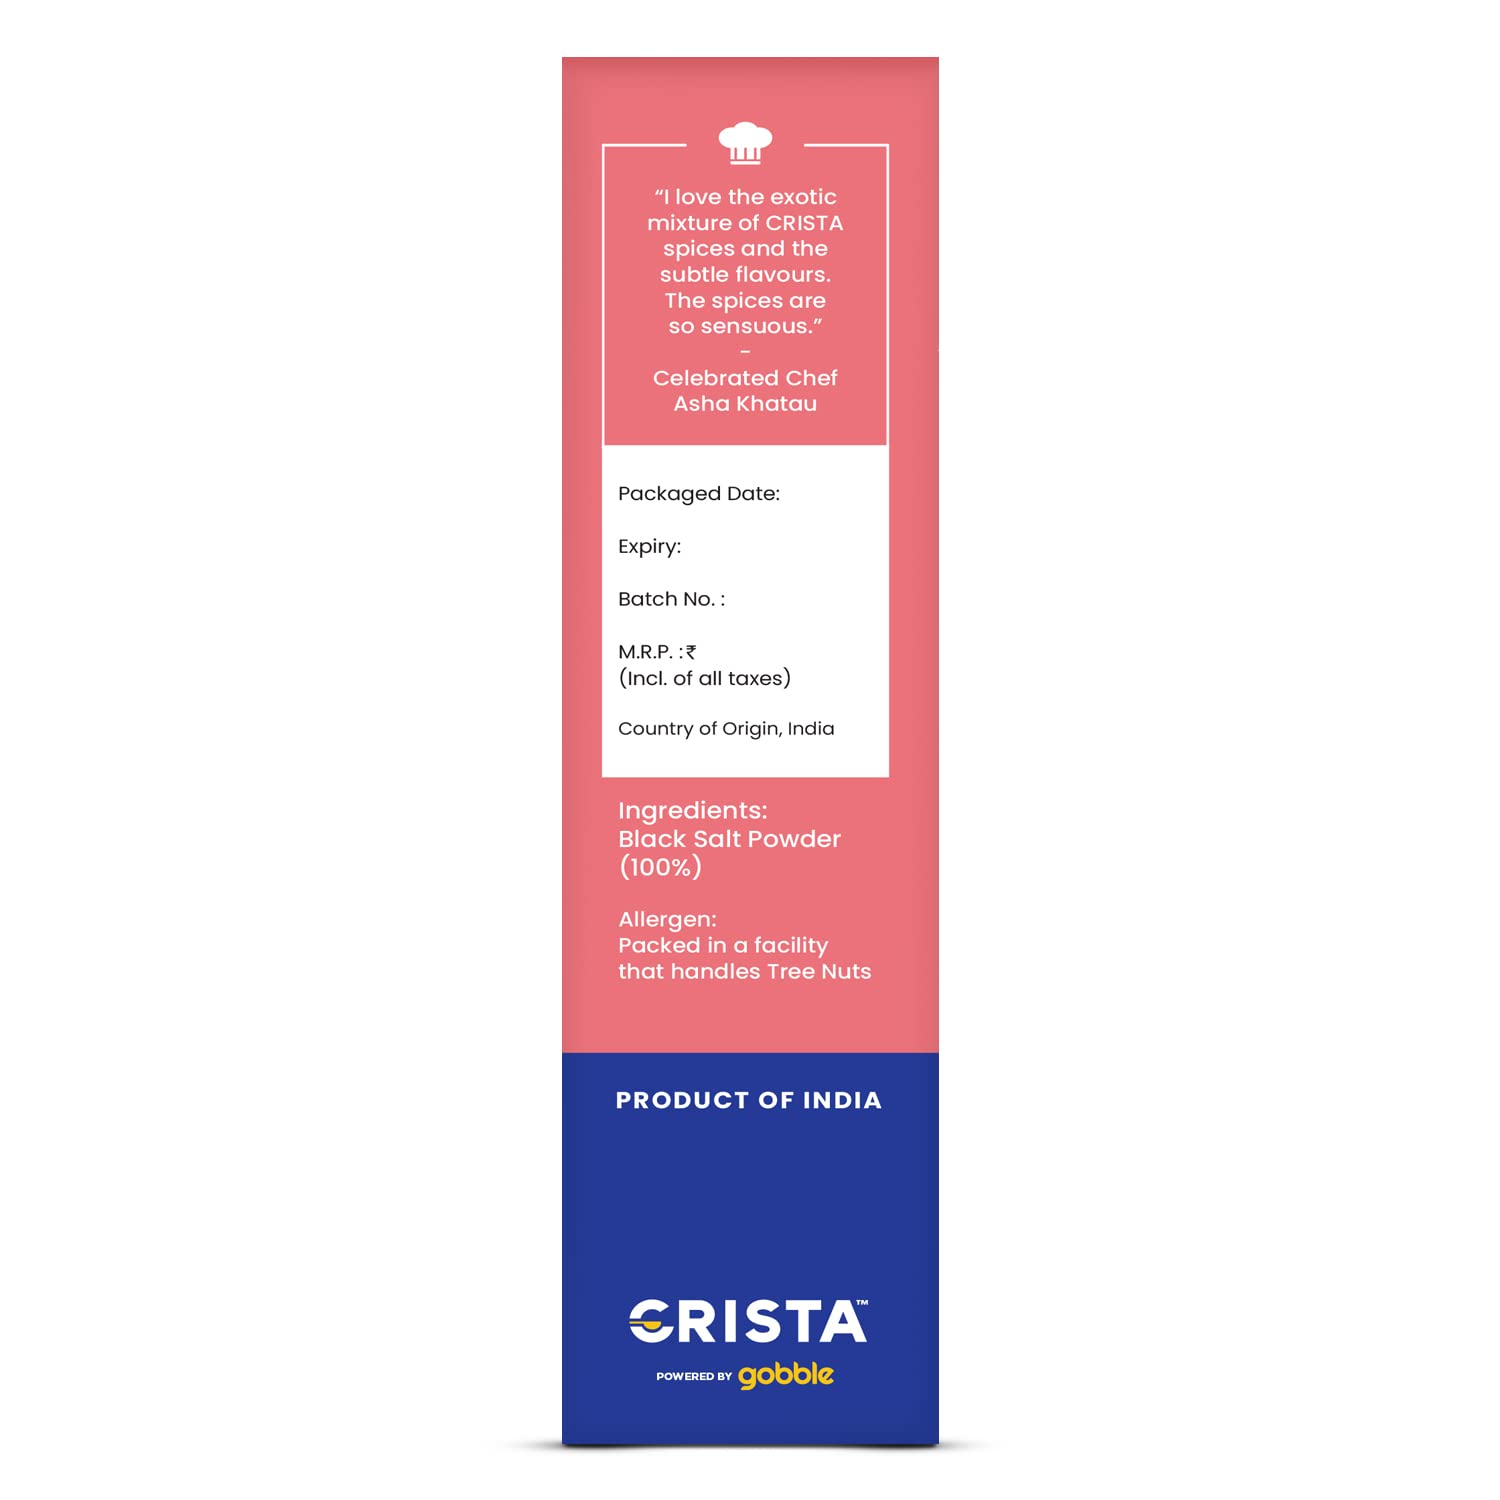 “I love the exotic
mixture of CRISTA
spices and the
subtle flavours.
The spices are
so sensuous.”
-
Celebrated Chef
Asha Khatau
Packaged Date:
Expiry:
Batch No. :
M.R.P. :₹
(Incl. of all taxes)
Country of Origin, India
Ingredients:
Black Salt Powder
(100%)
Allergen:
Packed in a facility
that handles Tree Nuts
PRODUCT OF INDIA
CRISTA™
POWERED BY gobble